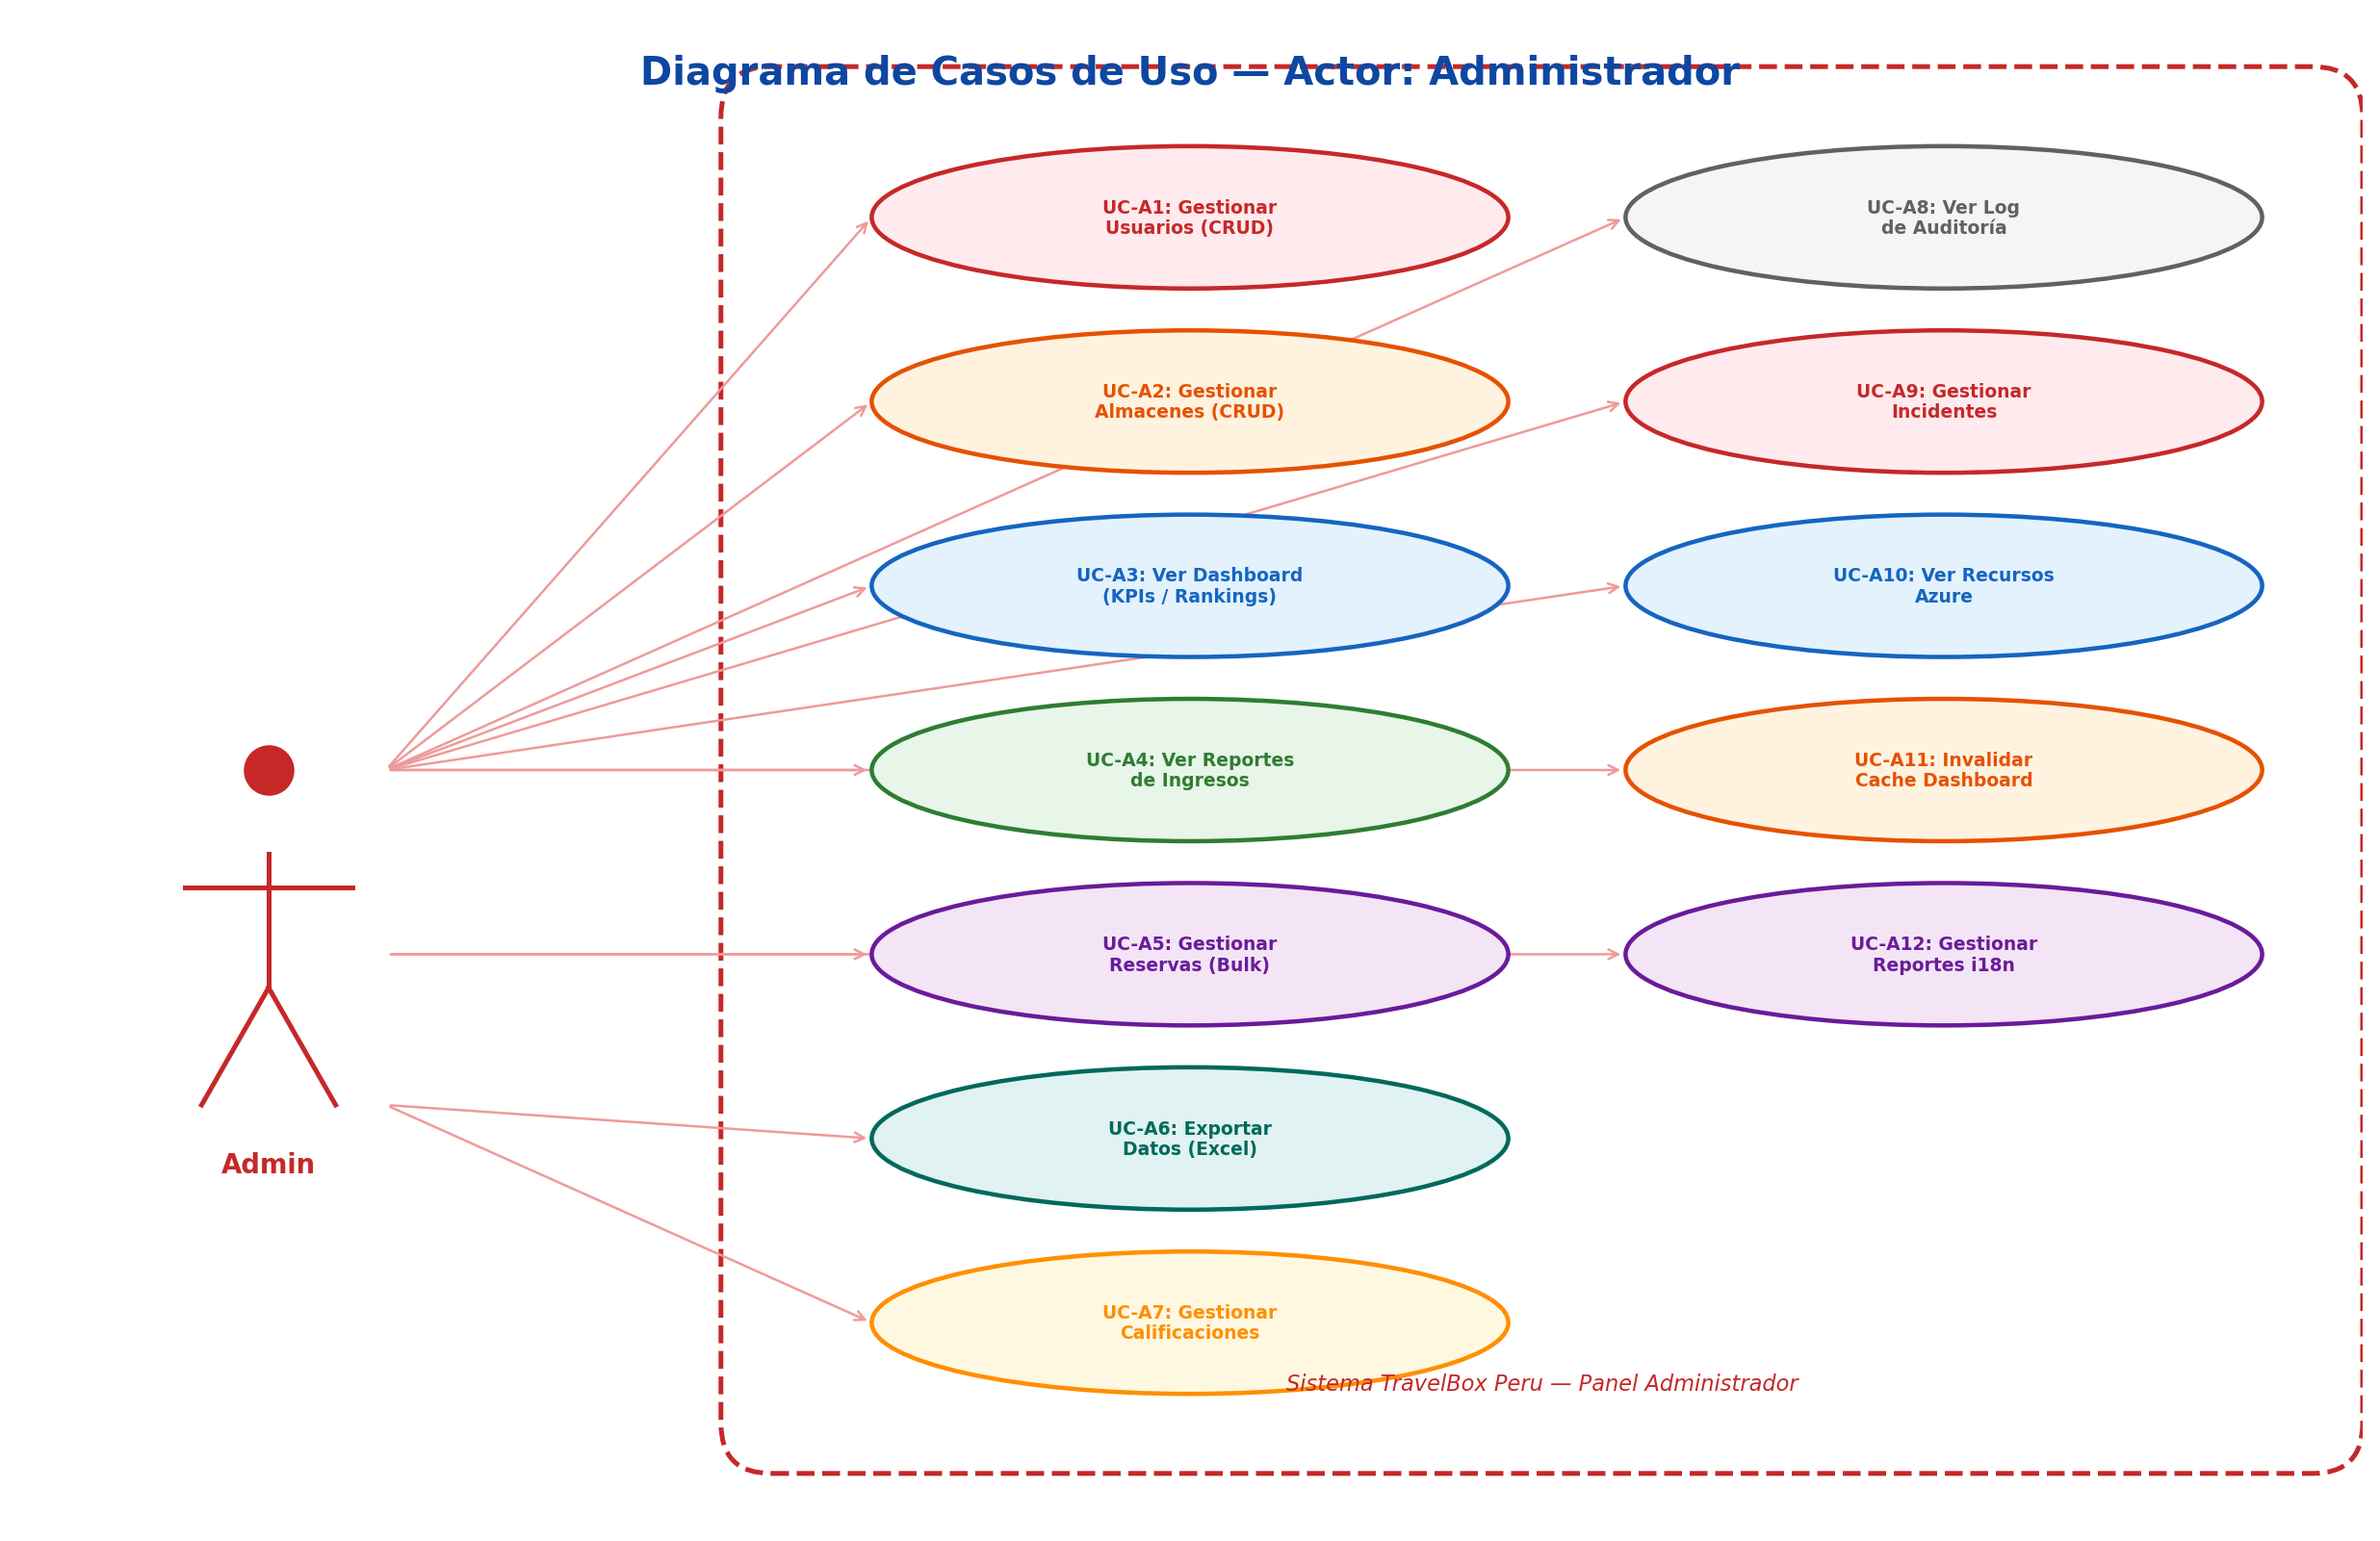 Diagrama de Casos de Uso — Actor: Administrador
UC-A1: Gestionar
Usuarios (CRUD)
UC-A2: Gestionar
Almacenes (CRUD)
UC-A3: Ver Dashboard
(KPIs / Rankings)
UC-A4: Ver Reportes
de Ingresos
UC-A5: Gestionar
Reservas (Bulk)
UC-A6: Exportar
Datos (Excel)
UC-A7: Gestionar
Calificaciones
UC-A8: Ver Log
de Auditoría
UC-A9: Gestionar
Incidentes
UC-A10: Ver Recursos
Azure
UC-A11: Invalidar
Cache Dashboard
UC-A12: Gestionar
Reportes i18n
Admin
Sistema TravelBox Peru — Panel Administrador